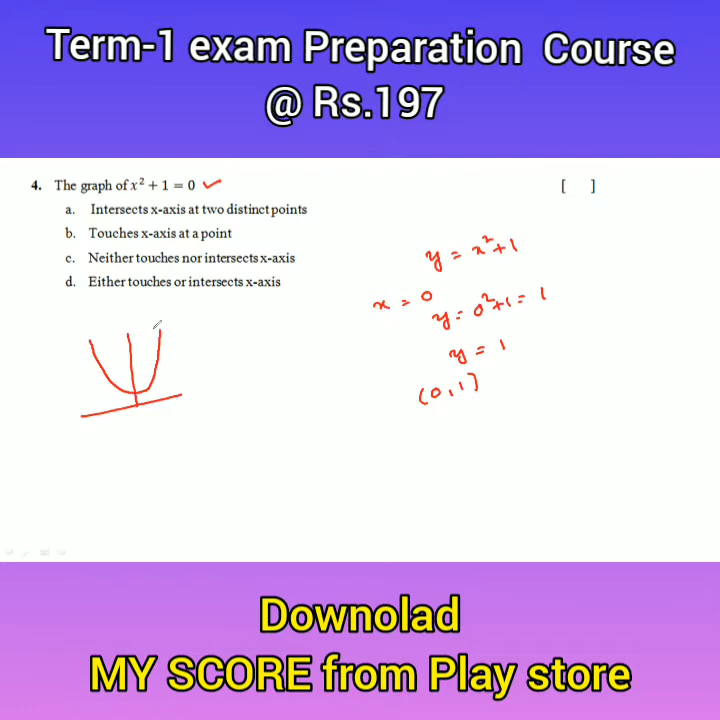 Term-1 exam Preparation Course
@ Rs.197
4. The graph of x² + 1 = 0 [ ]
a. Intersects x-axis at two distinct points
b. Touches x-axis at a point
c. Neither touches nor intersects x-axis
d. Either touches or intersects x-axis
y = x² + 1
x = 0
y = 0² + 1 = 1
y = 1
(0, 1)
Downolad
MY SCORE from Play store